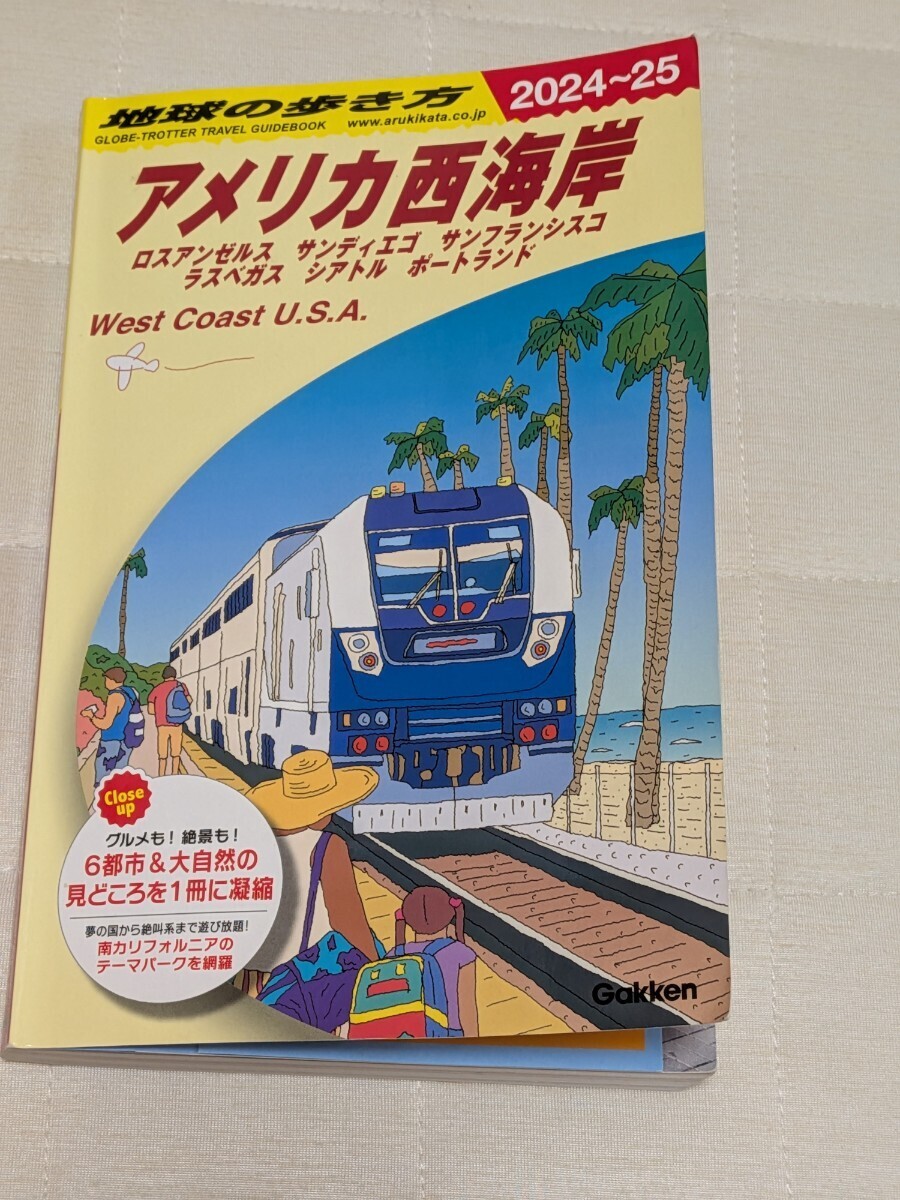 地球の歩き方
2024~25
GLOBE-TROTTER TRAVEL GUIDEBOOK www.arukikata.co.jp
アメリカ西海岸
ロスアンゼルス サンディエゴ サンフランシスコ
ラスベガス シアトル ポートランド
West Coast U.S.A.
Close up
グルメも！絶景も！
6都市＆大自然の
見どころを1冊に凝縮
夢の国から絶叫系まで遊び放題！
南カリフォルニアの
テーマパークを網羅
Gakken